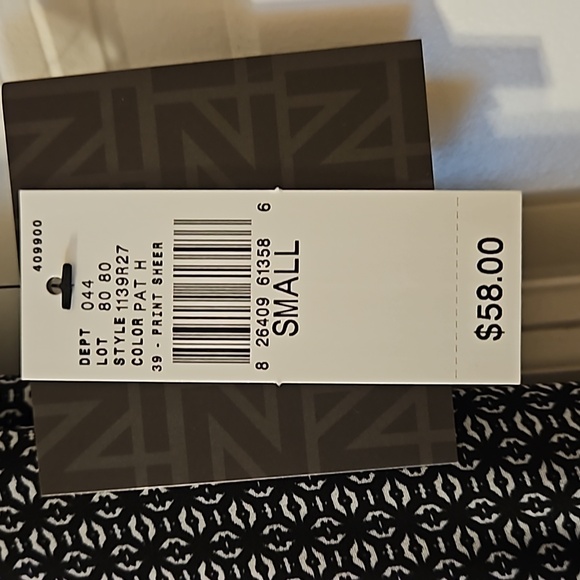 409900
DEPT 044
LOT 80 80
STYLE 1139R27
COLOR PAT H
39 - PRINT SHEER
8 26409 61358 6
SMALL
$58.00